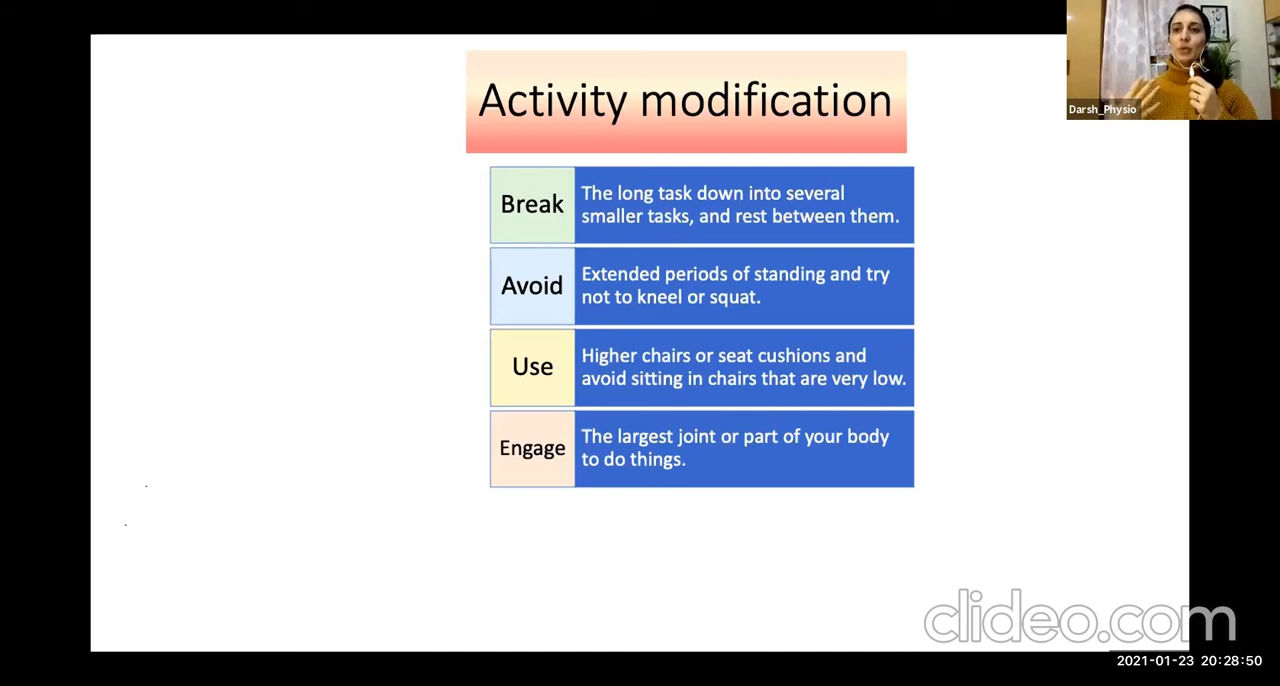 Activity modification
Darsh_Physio
Break
The long task down into several
smaller tasks, and rest between them.
Avoid
Extended periods of standing and try
not to kneel or squat.
Use
Higher chairs or seat cushions and
avoid sitting in chairs that are very low.
Engage
The largest joint or part of your body
to do things.
clideo.com
2021-01-23 20:28:50